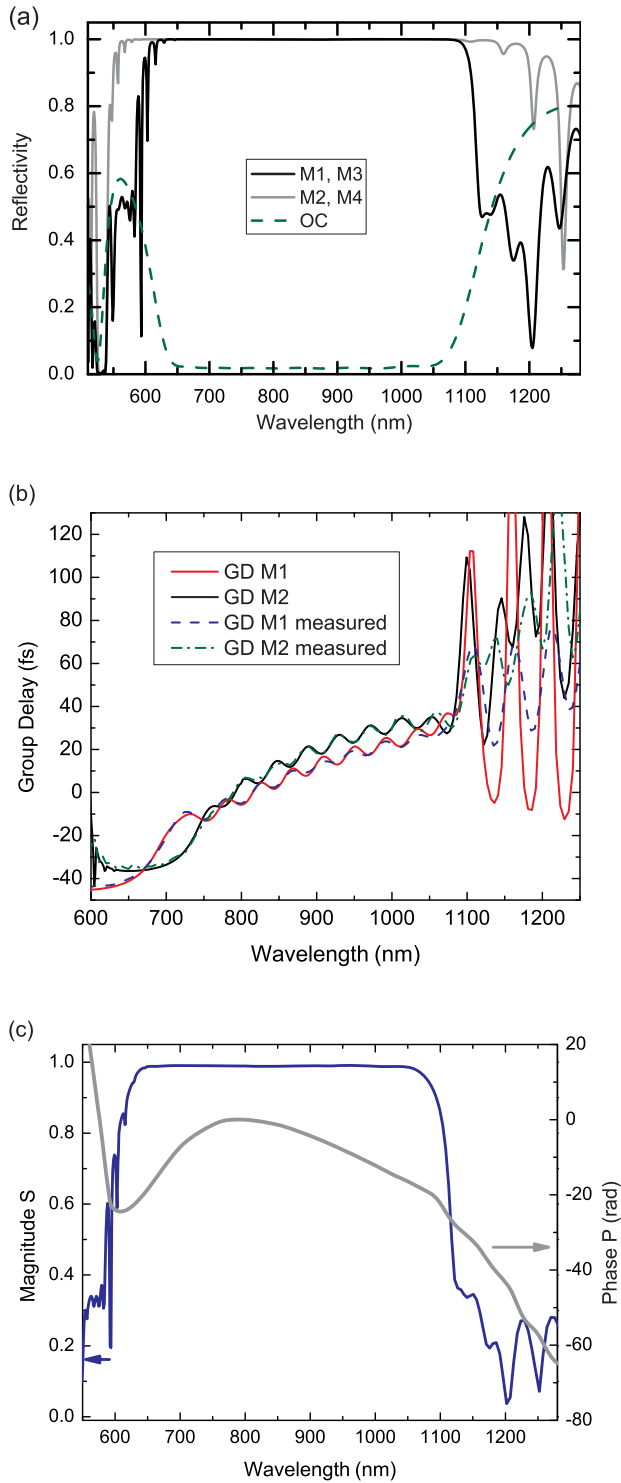 (a)
1.0
0.8
0.6
0.4
0.2
0.0
Reflectivity
M1, M3
M2, M4
OC
600 700 800 900 1000 1100 1200
Wavelength (nm)
(b)
120
100
80
60
40
20
0
-20
-40
Group Delay (fs)
GD M1
GD M2
GD M1 measured
GD M2 measured
600 700 800 900 1000 1100 1200
Wavelength (nm)
(c)
1.0
0.8
0.6
0.4
0.2
0.0
Magnitude S
20
0
-20
-40
-60
-80
Phase P (rad)
600 700 800 900 1000 1100 1200
Wavelength (nm)